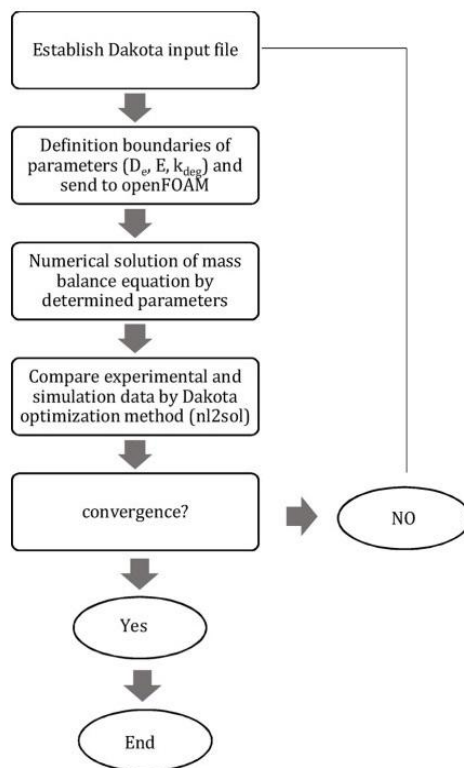 Establish Dakota input file
Definition boundaries of
parameters (Dₑ, E, k_deg) and
send to openFOAM
Numerical solution of mass
balance equation by
determined parameters
Compare experimental and
simulation data by Dakota
optimization method (nl2sol)
convergence?
NO
Yes
End